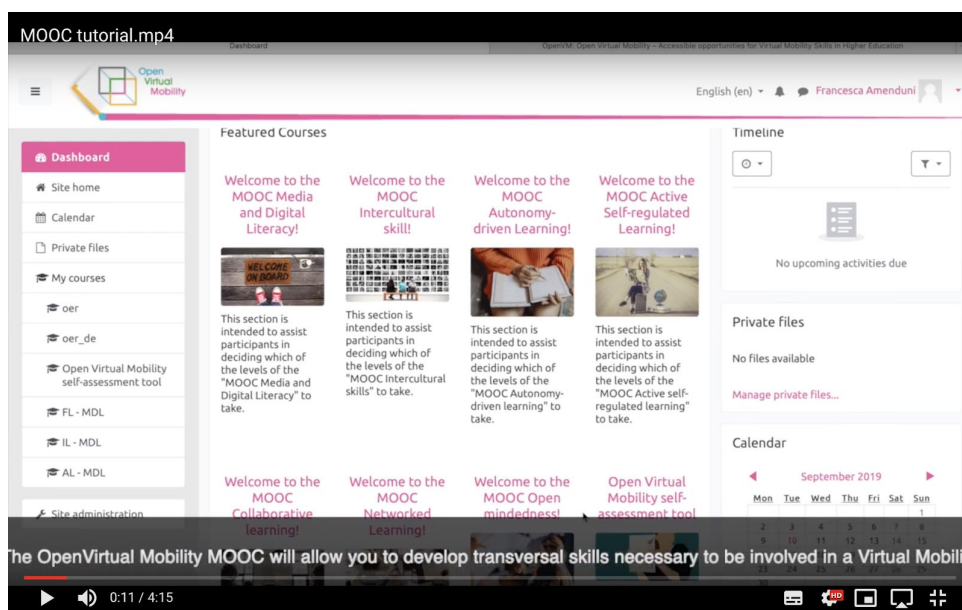 MOOC tutorial.mp4
Dashboard
OpenVM: Open Virtual Mobility – Accessible opportunities for Virtual Mobility Skills in Higher Education
Open
Virtual
Mobility
English (en)
Francesca Amenduni
Dashboard
Site home
Calendar
Private files
My courses
oer
oer_de
Open Virtual Mobility
self-assessment tool
FL - MDL
IL - MDL
AL - MDL
Site administration
Featured Courses
Welcome to the
MOOC Media
and Digital
Literacy!
WELCOME
ON BOARD
This section is
intended to assist
participants in
deciding which of
the levels of the
"MOOC Media and
Digital Literacy" to
take.
Welcome to the
MOOC
Intercultural
skill!
This section is
intended to assist
participants in
deciding which of
the levels of the
"MOOC Intercultural
skills" to take.
Welcome to the
MOOC
Autonomy-
driven Learning!
This section is
intended to assist
participants in
deciding which of
the levels of the
"MOOC Autonomy-
driven learning" to
take.
Welcome to the
MOOC Active
Self-regulated
Learning!
This section is
intended to assist
participants in
deciding which of
the levels of the
"MOOC Active self-
regulated learning"
to take.
Welcome to the
MOOC
Collaborative
learning!
Welcome to the
MOOC
Networked
Learning!
Welcome to the
MOOC Open
mindedness!
Open Virtual
Mobility self-
assessment tool
Timeline
No upcoming activities due
Private files
No files available
Manage private files...
Calendar
September 2019
Mon Tue Wed Thu Fri Sat Sun
1
2 3 4 5 6 7 8
9 10 11 12 13 14 15
23 24 25 26 27 28 29
30
The OpenVirtual Mobility MOOC will allow you to develop transversal skills necessary to be involved in a Virtual Mobili
0:11 / 4:15
HD